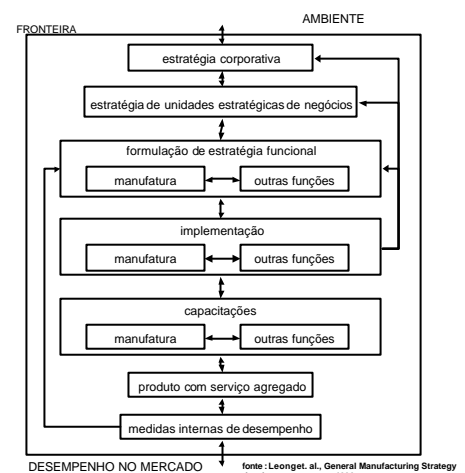 AMBIENTE
FRONTEIRA
estratégia corporativa
estratégia de unidades estratégicas de negócios
formulação de estratégia funcional
manufatura outras funções
implementação
manufatura outras funções
capacitações
manufatura outras funções
produto com serviço agregado
medidas internas de desempenho
DESEMPENHO NO MERCADO
fonte : Leonget. al., General Manufacturing Strategy